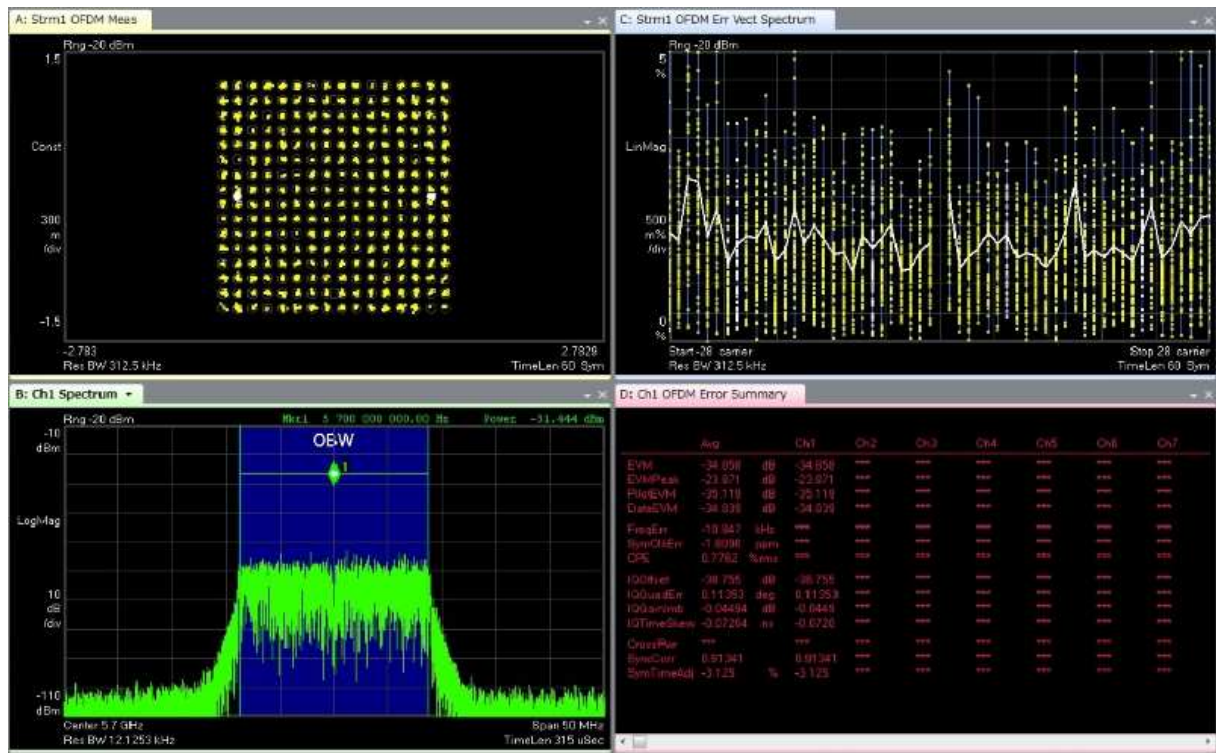 A: Strm1 OFDM Meas
Rng -20 dBm
1.5
Const
300
m
/div
-1.5
-2.783
2.7829
Res BW 312.5 kHz
TimeLen 60 Sym
C: Strm1 OFDM Err Vect Spectrum
Rng -20 dBm
5
%
LinMag
500
m%
/div
0
%
Start -28 carrier
Stop 28 carrier
Res BW 312.5 kHz
TimeLen 60 Sym
B: Ch1 Spectrum
Rng -20 dBm
Mkr1 5 700 000 000.00 Hz Power -31.444 dBm
-10
dBm
OBW
1
LogMag
10
dB
/div
-110
dBm
Center 5.7 GHz
Span 50 MHz
Res BW 12.1253 kHz
TimeLen 315 uSec
D: Ch1 OFDM Error Summary
Avg Ch1 Ch2 Ch3 Ch4 Ch5 Ch6 Ch7
EVM -34.858 dB -34.858 *** *** *** *** *** ***
EVMPeak -23.971 dB -23.971 *** *** *** *** *** ***
PilotEVM -35.118 dB -35.118 *** *** *** *** *** ***
DataEVM -34.839 dB -34.839 *** *** *** *** *** ***
FreqErr kHz *** *** *** *** *** *** ***
SymClkErr ppm *** *** *** *** *** *** ***
CPE 0.7762 %rms *** *** *** *** *** *** ***
IQOffset -38.755 dB -38.755 *** *** *** *** *** ***
IQQuadErr 0.11353 deg 0.11353 *** *** *** *** *** ***
IQGainImb -0.04494 dB -0.0449 *** *** *** *** *** ***
IQTimeSkew -0.07264 ns -0.0726 *** *** *** *** *** ***
CrossPwr *** *** *** *** *** *** *** ***
SyncCorr 0.91341 0.91341 *** *** *** *** *** ***
SymTimeAdj -3.125 % -3.125 *** *** *** *** *** ***